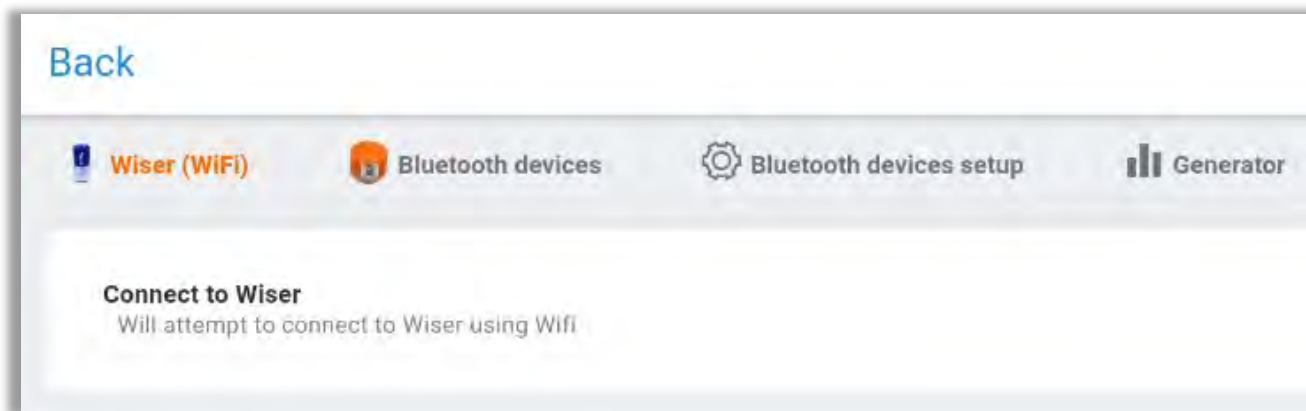 Back
Wiser (WiFi) Bluetooth devices Bluetooth devices setup Generator
Connect to Wiser
Will attempt to connect to Wiser using Wifi